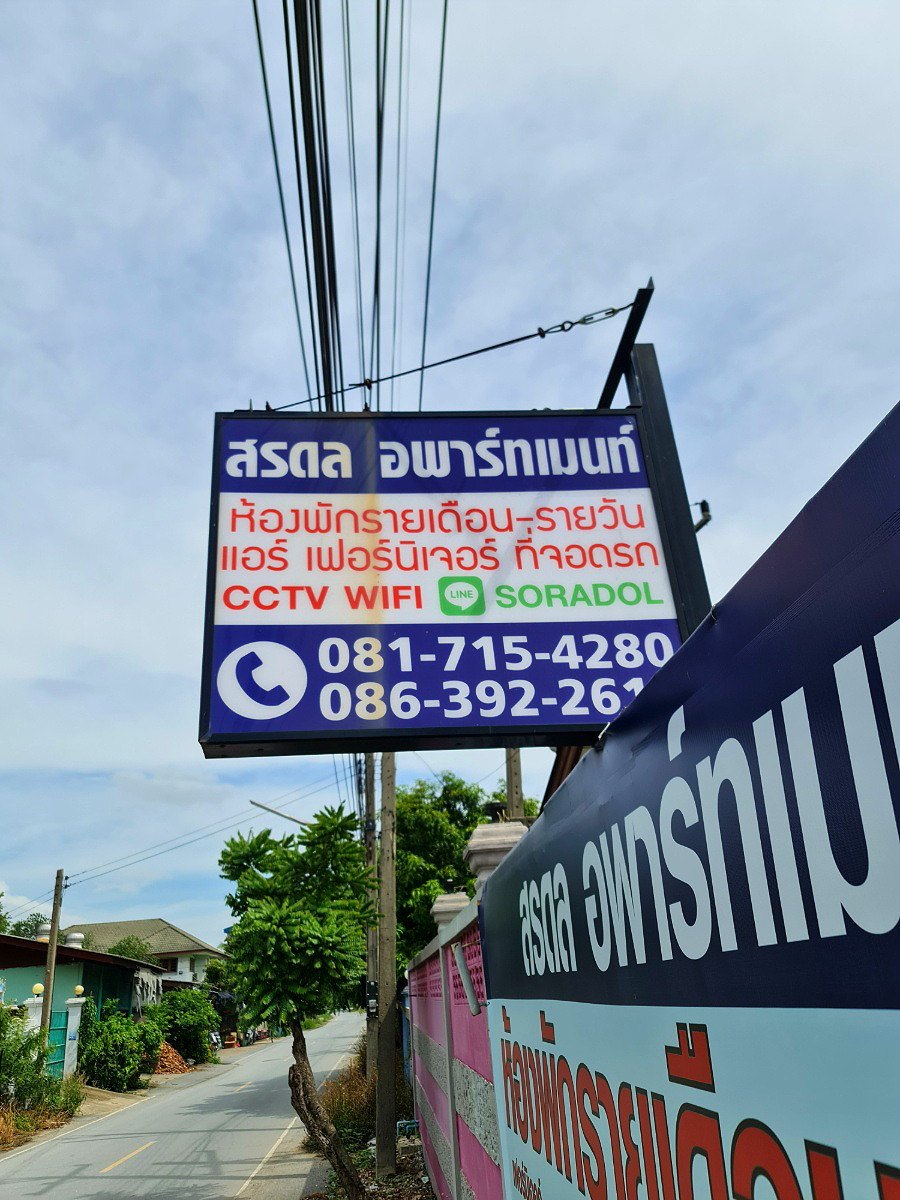 สรดล อพาร์ทเมนท์
ห้องพักรายเดือน-รายวัน
แอร์ เฟอร์นิเจอร์ ที่จอดรถ
CCTV WIFI LINE SORADOL
081-715-4280
086-392-261
สรดล อพาร์ทเม
ห้องพักรายเดือ